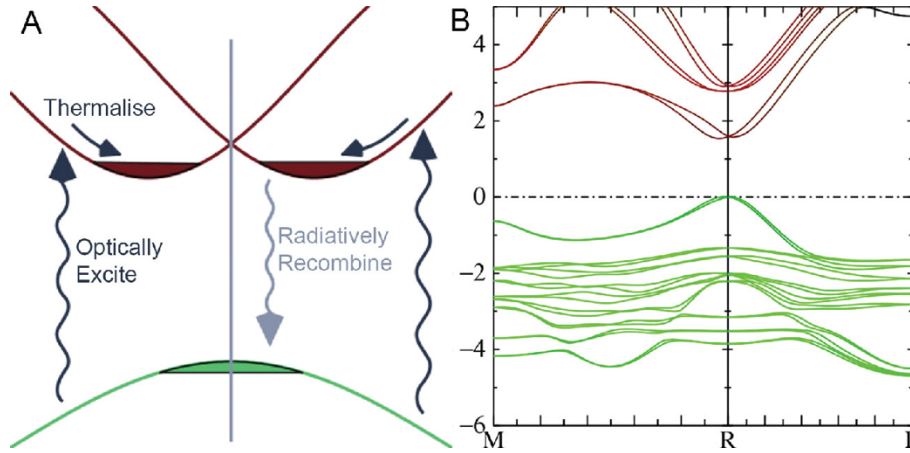 A
Thermalise
Optically
Excite
Radiatively
Recombine
B
4
2
0
−2
−4
−6
M
R